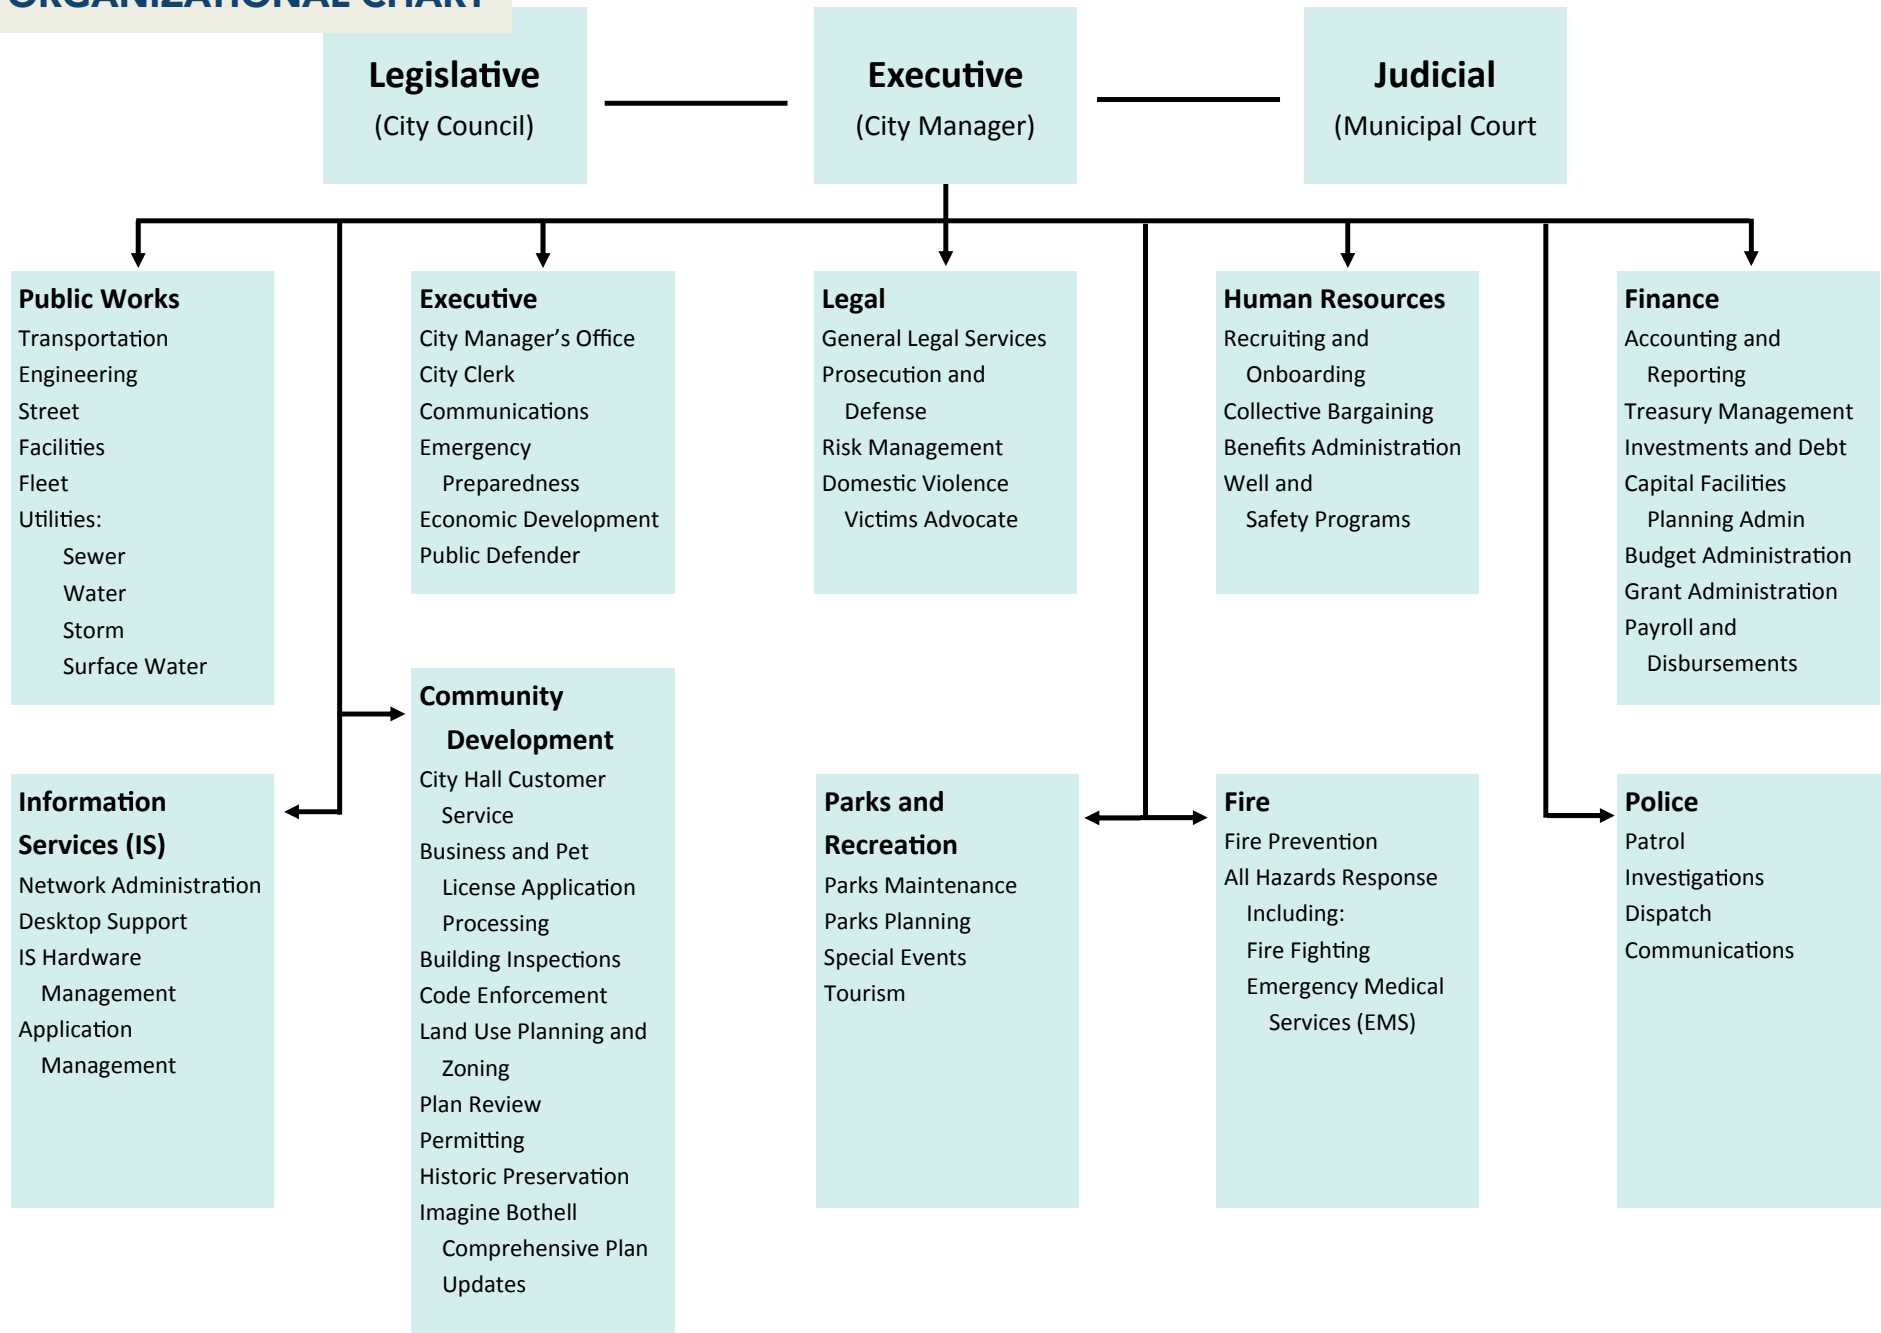 ORGANIZATIONAL CHART
Legislative
(City Council)
Executive
(City Manager)
Judicial
(Municipal Court
Public Works
Transportation
Engineering
Street
Facilities
Fleet
Utilities:
Sewer
Water
Storm
Surface Water
Executive
City Manager’s Office
City Clerk
Communications
Emergency
Preparedness
Economic Development
Public Defender
Legal
General Legal Services
Prosecution and
Defense
Risk Management
Domestic Violence
Victims Advocate
Human Resources
Recruiting and
Onboarding
Collective Bargaining
Benefits Administration
Well and
Safety Programs
Finance
Accounting and
Reporting
Treasury Management
Investments and Debt
Capital Facilities
Planning Admin
Budget Administration
Grant Administration
Payroll and
Disbursements
Information
Services (IS)
Network Administration
Desktop Support
IS Hardware
Management
Application
Management
Community
Development
City Hall Customer
Service
Business and Pet
License Application
Processing
Building Inspections
Code Enforcement
Land Use Planning and
Zoning
Plan Review
Permitting
Historic Preservation
Imagine Bothell
Comprehensive Plan
Updates
Parks and
Recreation
Parks Maintenance
Parks Planning
Special Events
Tourism
Fire
Fire Prevention
All Hazards Response
Including:
Fire Fighting
Emergency Medical
Services (EMS)
Police
Patrol
Investigations
Dispatch
Communications